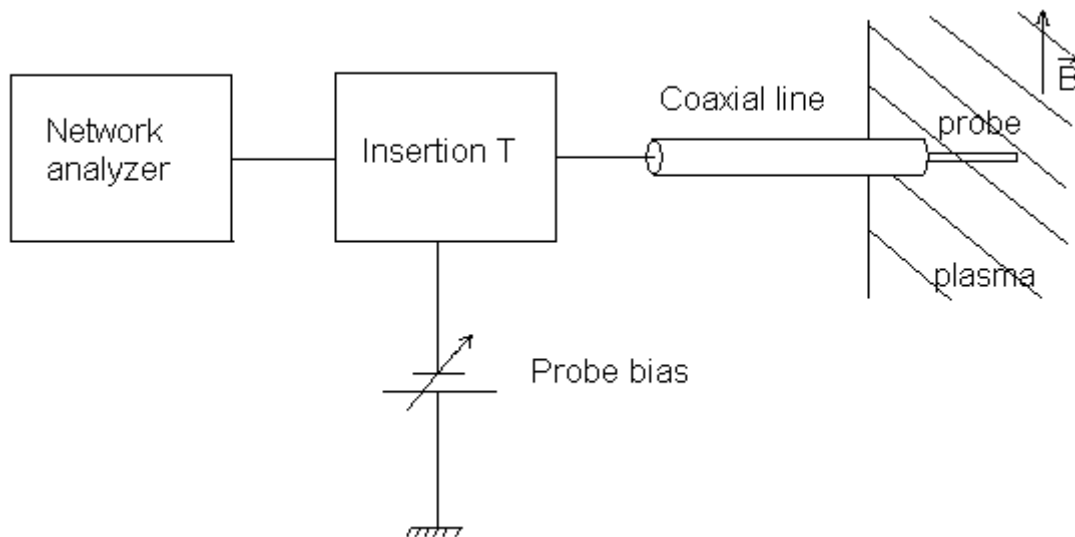 Network
analyzer
Insertion T
Coaxial line
probe
B
plasma
Probe bias